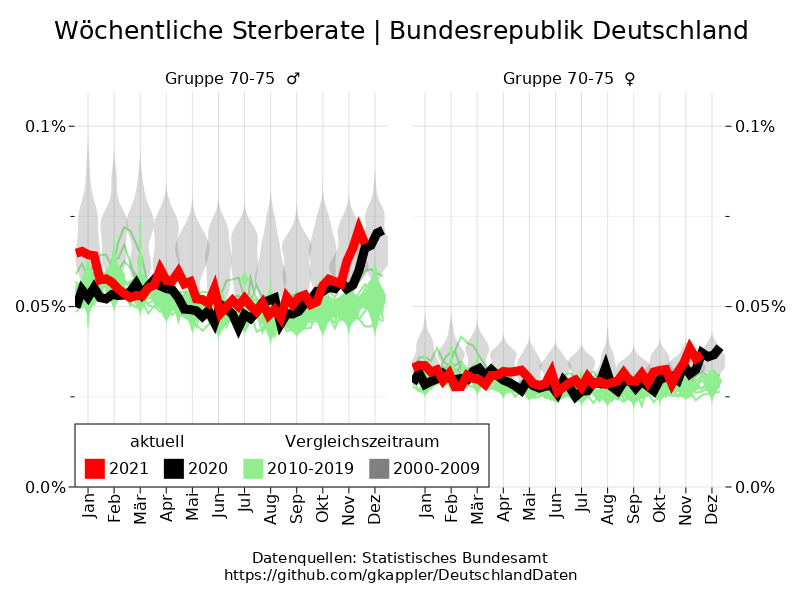 Wöchentliche Sterberate | Bundesrepublik Deutschland
Gruppe 70-75 ♂
Gruppe 70-75 ♀
0.1%
0.1%
0.05%
0.05%
0.0%
0.0%
aktuell
Vergleichszeitraum
2021
2020
2010-2019
2000-2009
Jan
Feb
Mär
Apr
Mai
Jun
Jul
Aug
Sep
Okt
Nov
Dez
Jan
Feb
Mär
Apr
Mai
Jun
Jul
Aug
Sep
Okt
Nov
Dez
Datenquellen: Statistisches Bundesamt
https://github.com/gkappler/DeutschlandDaten